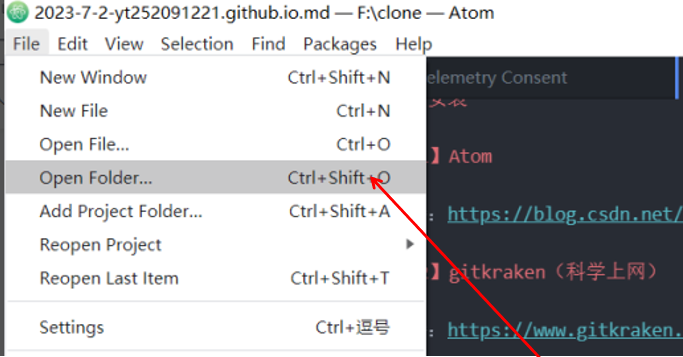 2023-7-2-yt252091221.github.io.md — F:\clone — Atom
File Edit View Selection Find Packages Help
New Window Ctrl+Shift+N
elemetry Consent
New File Ctrl+N
Open File... Ctrl+O
】Atom
Open Folder... Ctrl+Shift+O
Add Project Folder... Ctrl+Shift+A
: https://blog.csdn.net/
Reopen Project
Reopen Last Item Ctrl+Shift+T
】gitkraken（科学上网）
Settings Ctrl+逗号
: https://www.gitkraken.